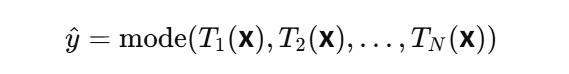 ŷ = mode(T₁(𝘅), T₂(𝘅), . . . , T_N(𝘅))